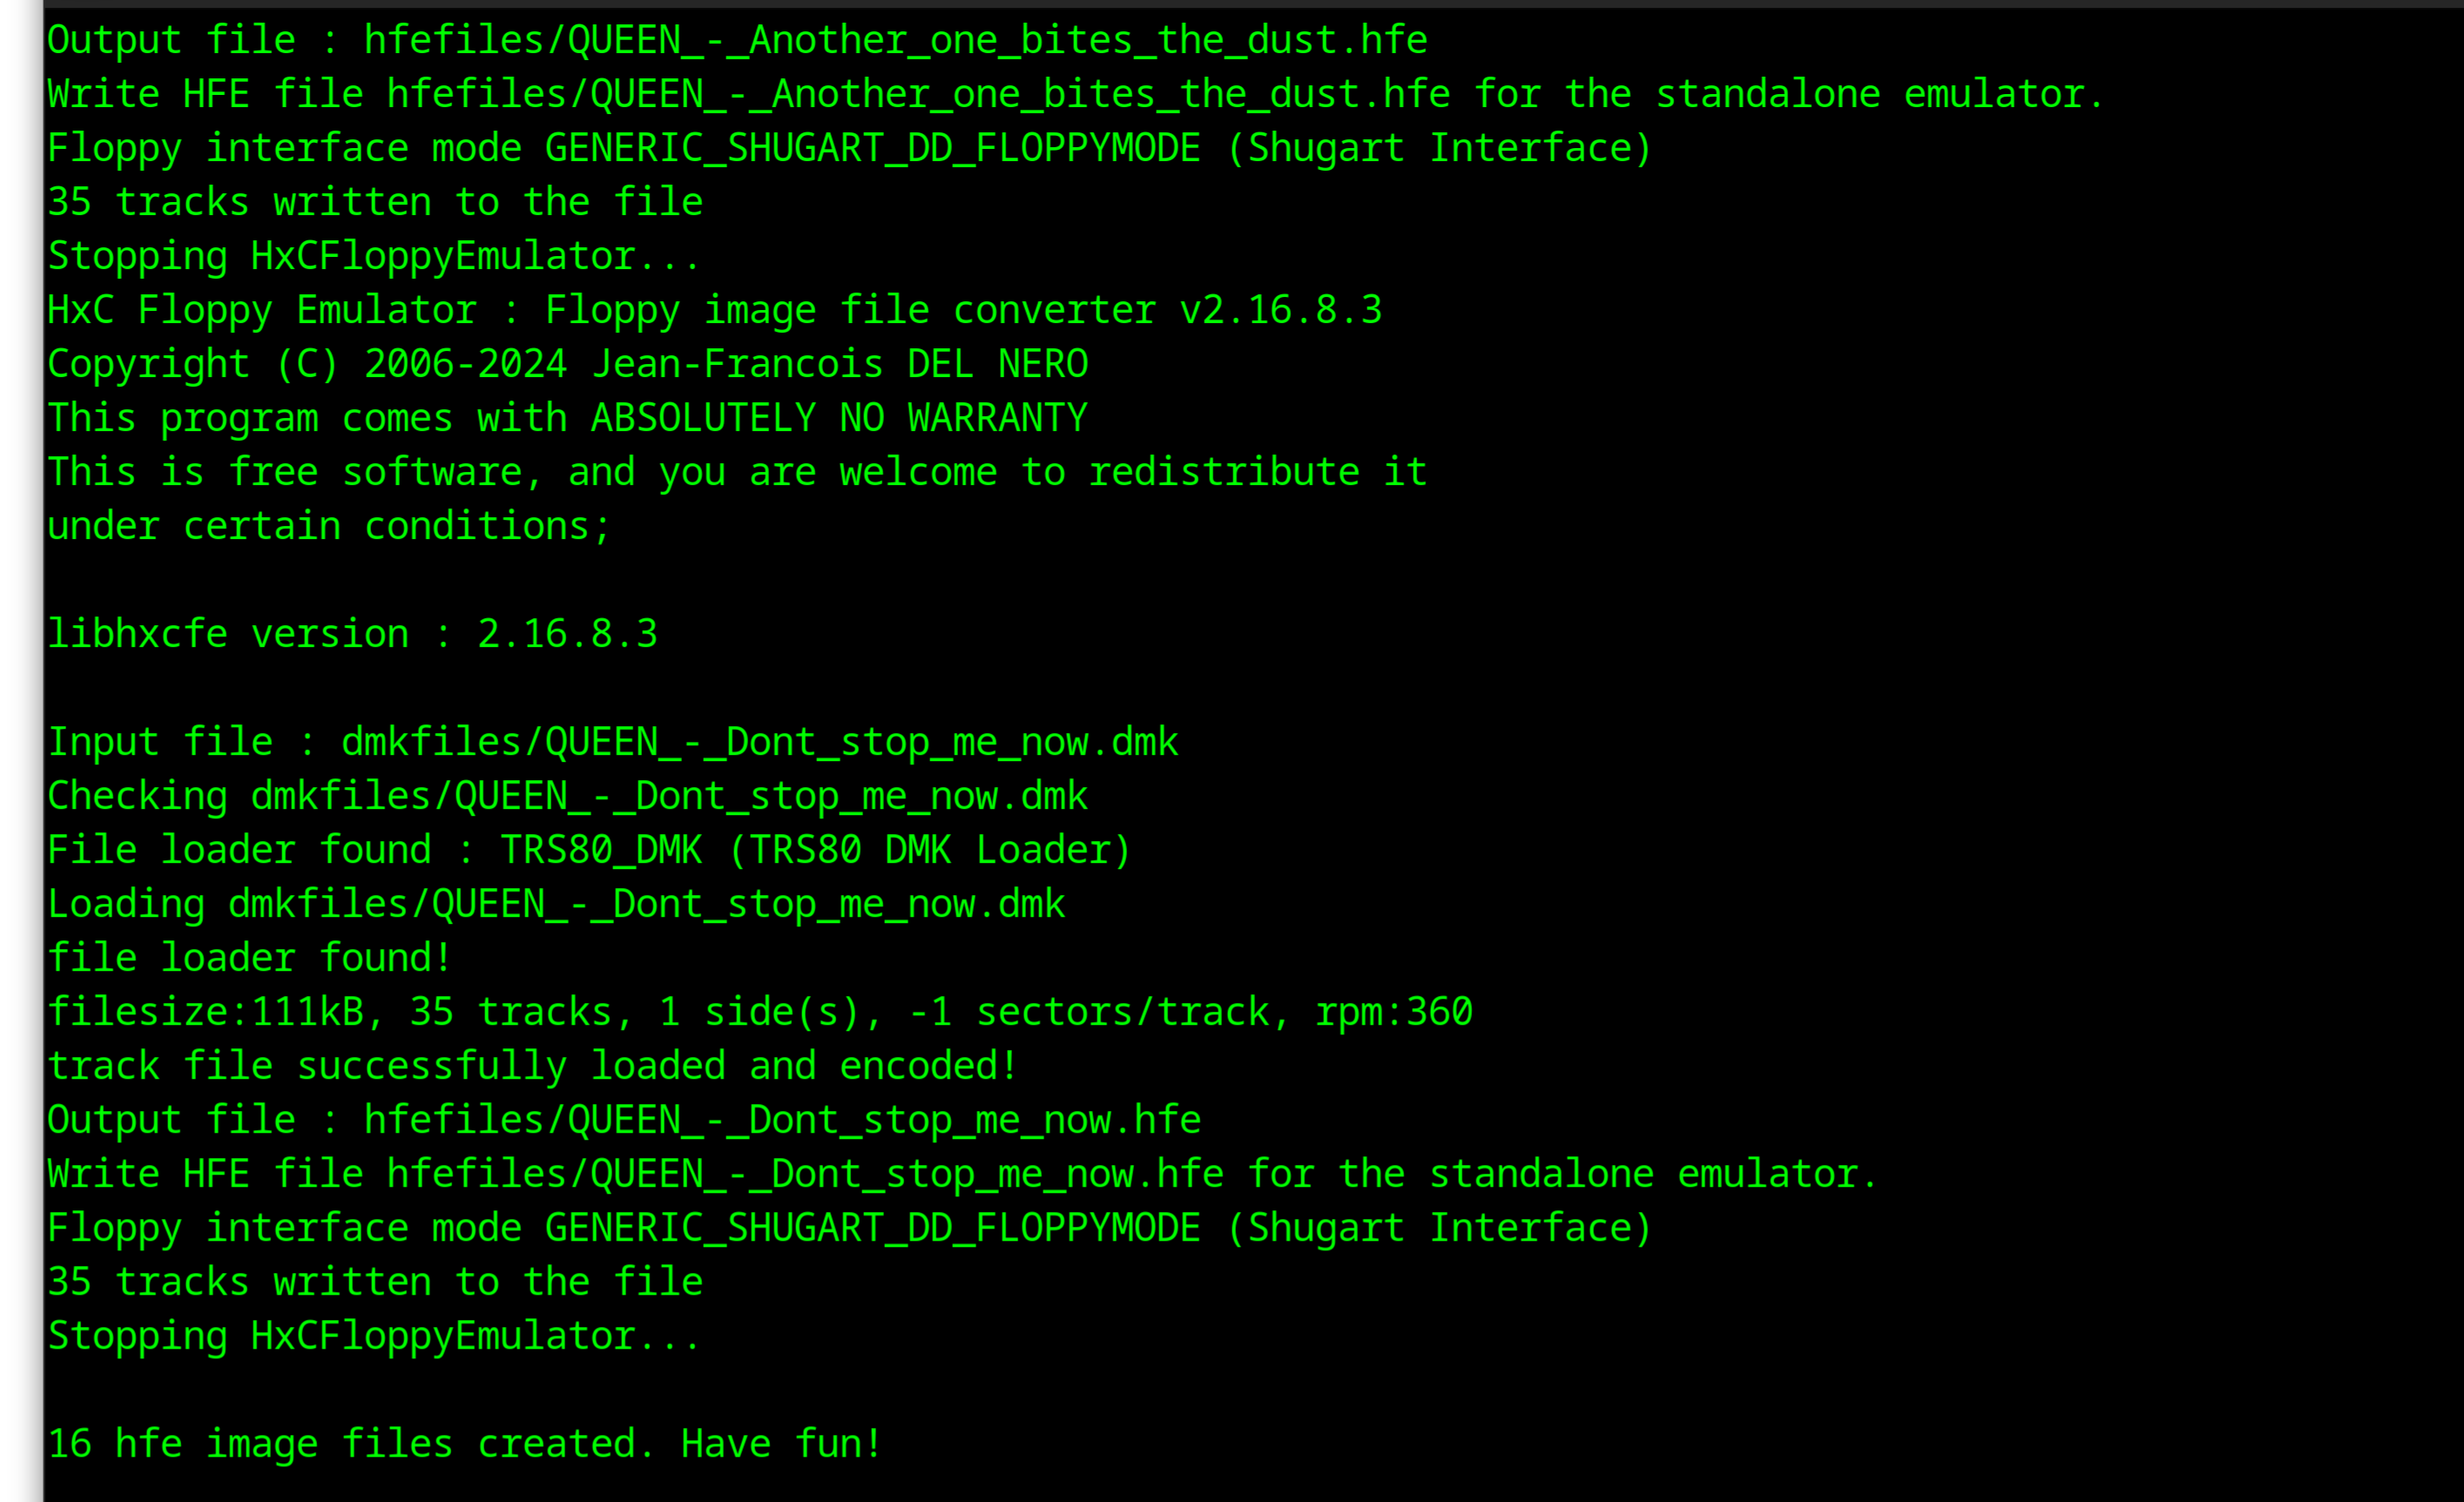 Output file : hfefiles/QUEEN_-_Another_one_bites_the_dust.hfe
Write HFE file hfefiles/QUEEN_-_Another_one_bites_the_dust.hfe for the standalone emulator.
Floppy interface mode GENERIC_SHUGART_DD_FLOPPYMODE (Shugart Interface)
35 tracks written to the file
Stopping HxCFloppyEmulator...
HxC Floppy Emulator : Floppy image file converter v2.16.8.3
Copyright (C) 2006-2024 Jean-Francois DEL NERO
This program comes with ABSOLUTELY NO WARRANTY
This is free software, and you are welcome to redistribute it
under certain conditions;
libhxcfe version : 2.16.8.3
Input file : dmkfiles/QUEEN_-_Dont_stop_me_now.dmk
Checking dmkfiles/QUEEN_-_Dont_stop_me_now.dmk
File loader found : TRS80_DMK (TRS80 DMK Loader)
Loading dmkfiles/QUEEN_-_Dont_stop_me_now.dmk
file loader found!
filesize:111kB, 35 tracks, 1 side(s), -1 sectors/track, rpm:360
track file successfully loaded and encoded!
Output file : hfefiles/QUEEN_-_Dont_stop_me_now.hfe
Write HFE file hfefiles/QUEEN_-_Dont_stop_me_now.hfe for the standalone emulator.
Floppy interface mode GENERIC_SHUGART_DD_FLOPPYMODE (Shugart Interface)
35 tracks written to the file
Stopping HxCFloppyEmulator...
16 hfe image files created. Have fun!